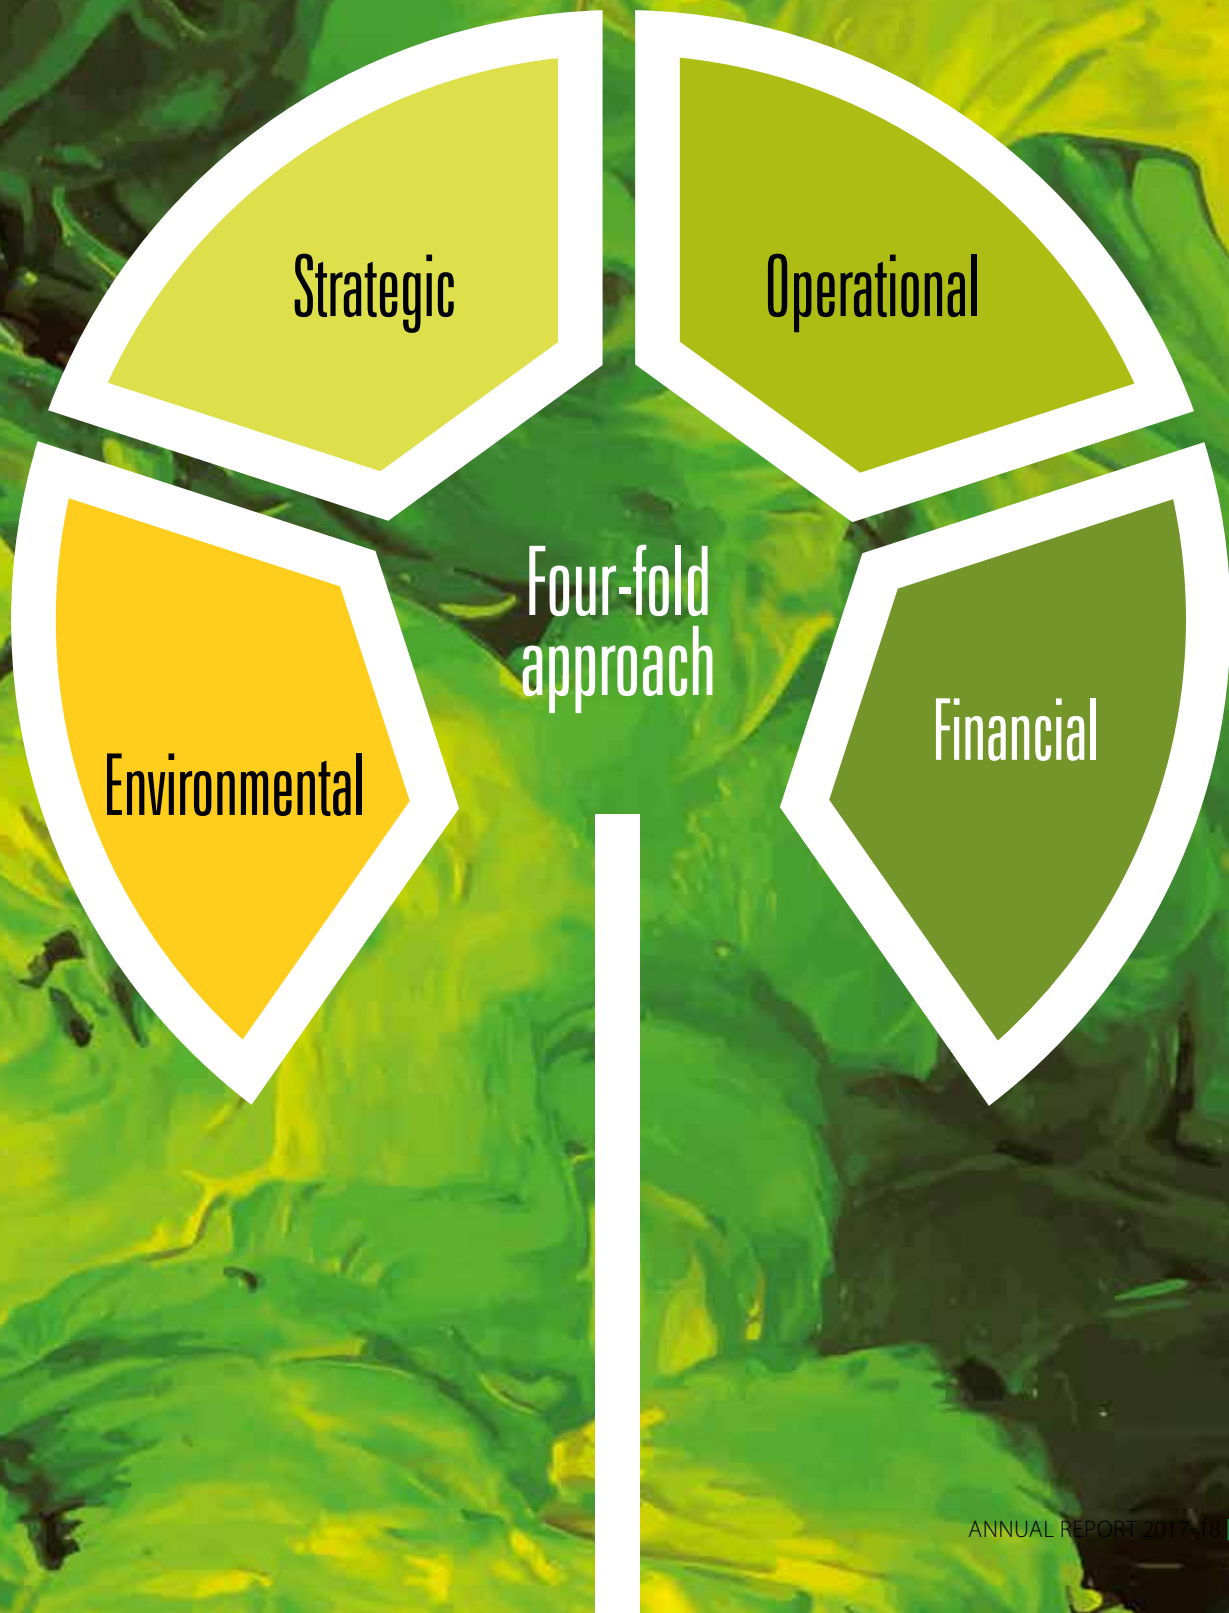 Strategic
Operational
Four-fold
approach
Environmental
Financial
ANNUAL REPORT 2017-18